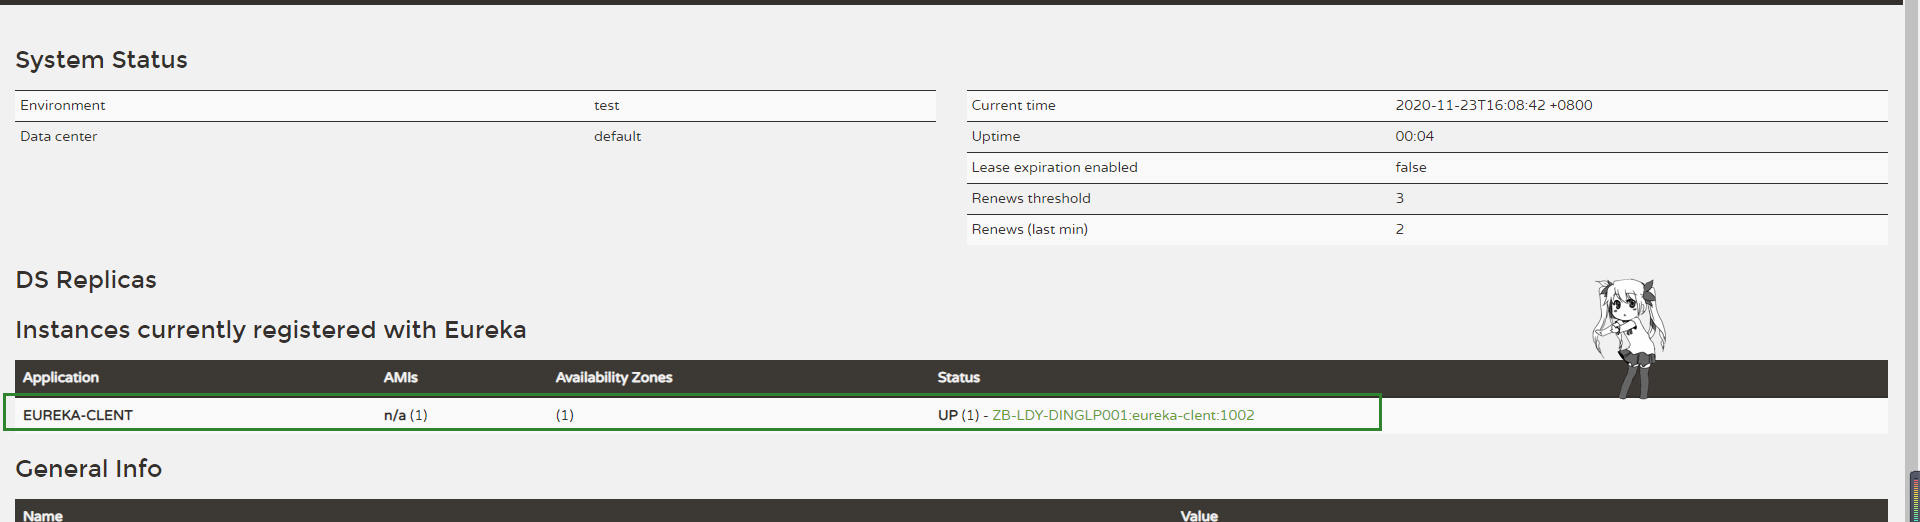 System Status
Environment test
Data center default
Current time 2020-11-23T16:08:42 +0800
Uptime 00:04
Lease expiration enabled false
Renews threshold 3
Renews (last min) 2
DS Replicas
Instances currently registered with Eureka
Application AMIs Availability Zones Status
EUREKA-CLENT n/a (1) (1) UP (1) - ZB-LDY-DINGLP001:eureka-clent:1002
General Info
Name Value